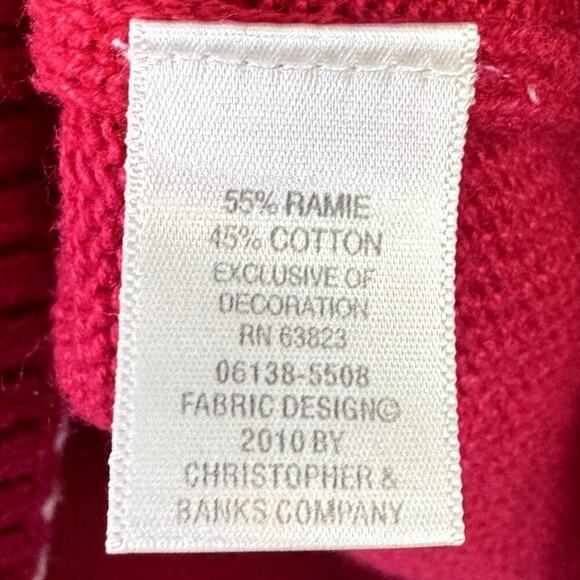 55% RAMIE
45% COTTON
EXCLUSIVE OF
DECORATION
RN 63823
06138-5508
FABRIC DESIGN©
2010 BY
CHRISTOPHER &
BANKS COMPANY